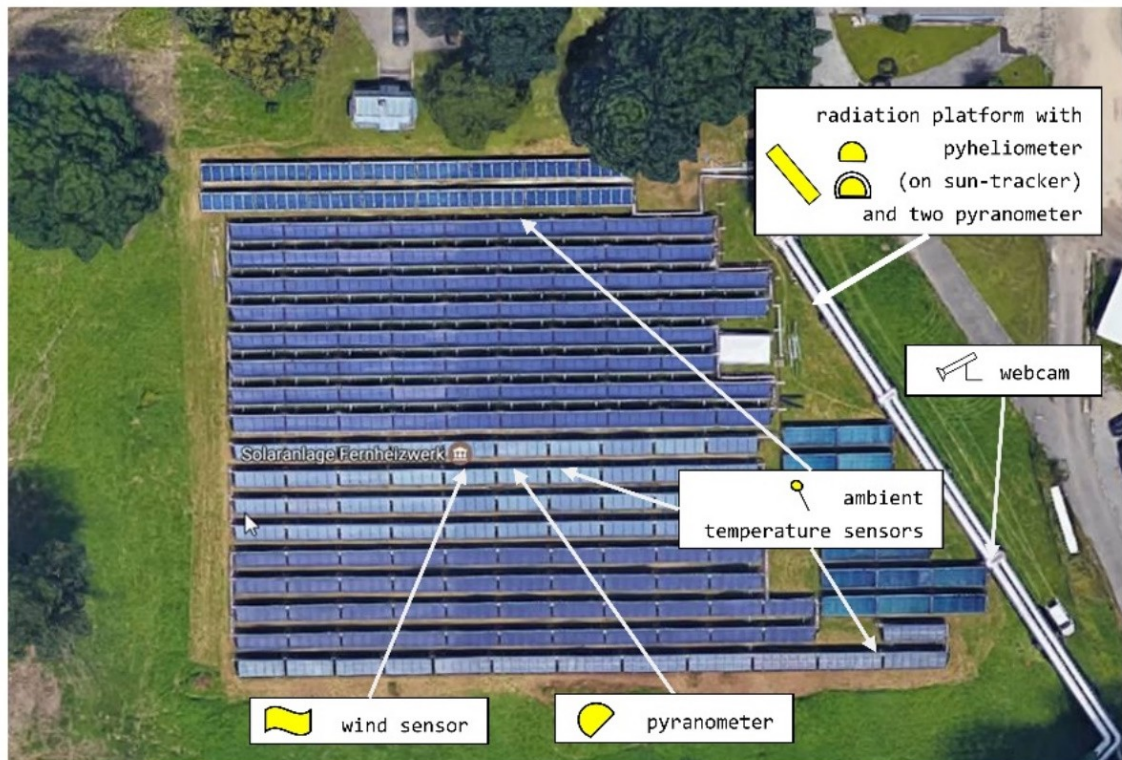 radiation platform with
pyheliometer
(on sun-tracker)
and two pyranometer
webcam
Solaranlage Fernheizwerk
ambient
temperature sensors
wind sensor
pyranometer